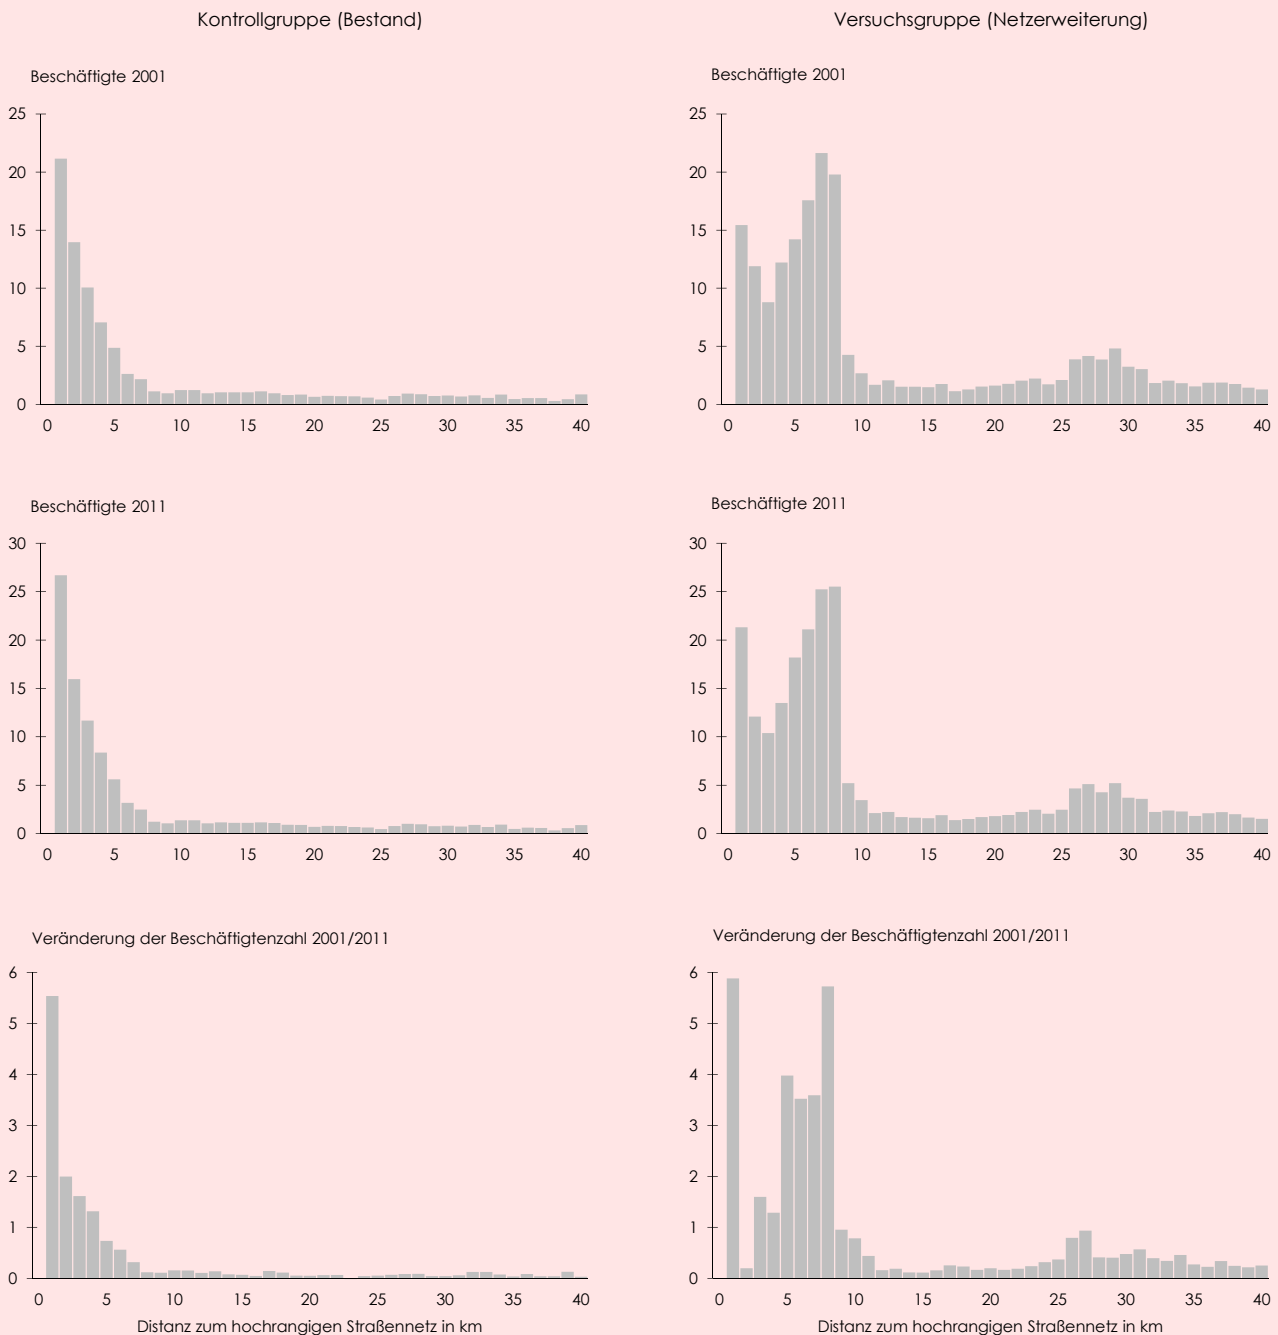 Kontrollgruppe (Bestand)
Versuchsgruppe (Netzerweiterung)
Beschäftigte 2001
25
20
15
10
5
0
0 5 10 15 20 25 30 35 40
Beschäftigte 2001
25
20
15
10
5
0
0 5 10 15 20 25 30 35 40
Beschäftigte 2011
30
25
20
15
10
5
0
0 5 10 15 20 25 30 35 40
Beschäftigte 2011
30
25
20
15
10
5
0
0 5 10 15 20 25 30 35 40
Veränderung der Beschäftigtenzahl 2001/2011
6
5
4
3
2
1
0
0 5 10 15 20 25 30 35 40
Distanz zum hochrangigen Straßennetz in km
Veränderung der Beschäftigtenzahl 2001/2011
6
5
4
3
2
1
0
0 5 10 15 20 25 30 35 40
Distanz zum hochrangigen Straßennetz in km